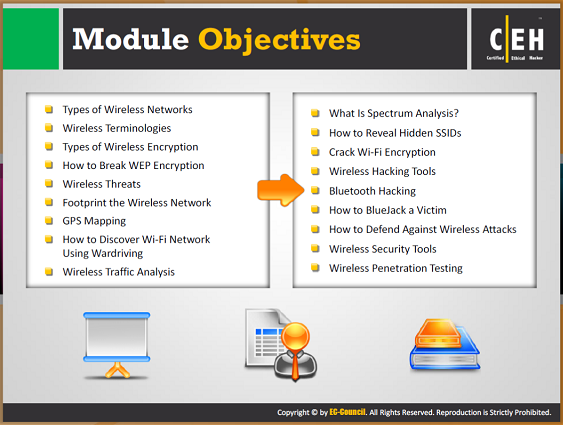 Module Objectives
C|EH
Certified Ethical Hacker
Types of Wireless Networks
Wireless Terminologies
Types of Wireless Encryption
How to Break WEP Encryption
Wireless Threats
Footprint the Wireless Network
GPS Mapping
How to Discover Wi-Fi Network
Using Wardriving
Wireless Traffic Analysis
What Is Spectrum Analysis?
How to Reveal Hidden SSIDs
Crack Wi-Fi Encryption
Wireless Hacking Tools
Bluetooth Hacking
How to BlueJack a Victim
How to Defend Against Wireless Attacks
Wireless Security Tools
Wireless Penetration Testing
Copyright © by EC-Council. All Rights Reserved. Reproduction is Strictly Prohibited.